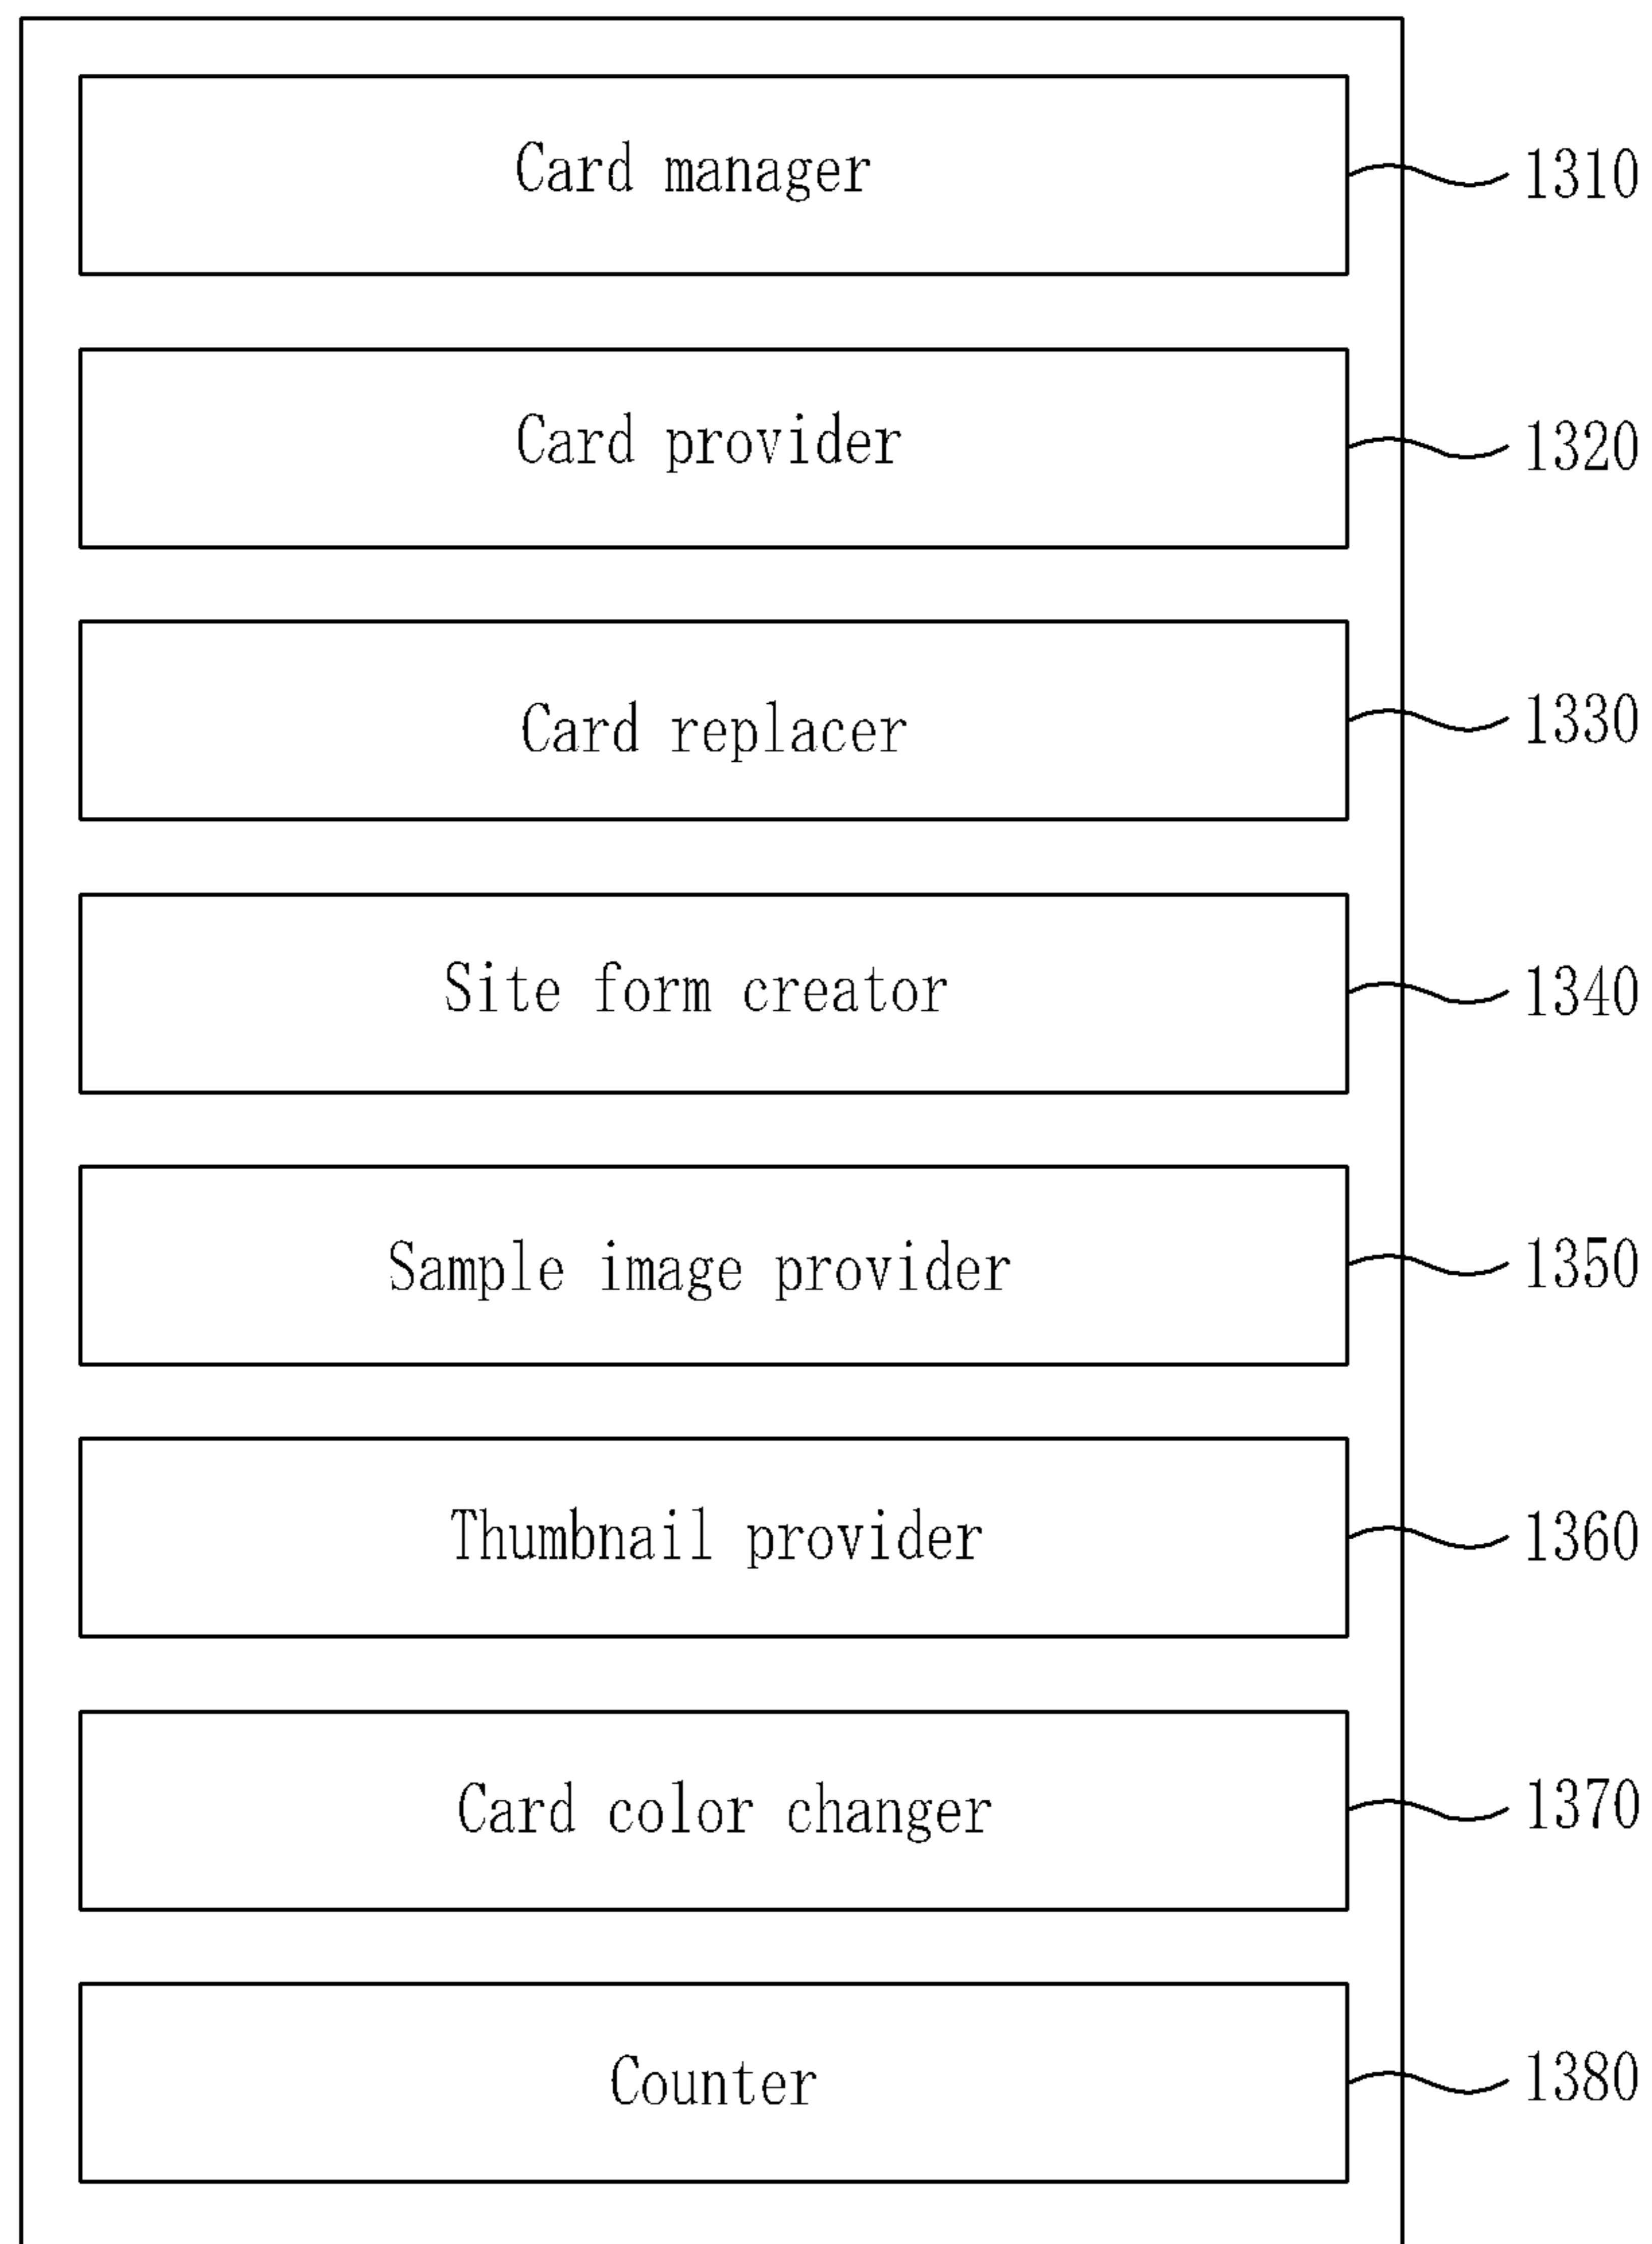 Card manager 1310
Card provider 1320
Card replacer 1330
Site form creator 1340
Sample image provider 1350
Thumbnail provider 1360
Card color changer 1370
Counter 1380